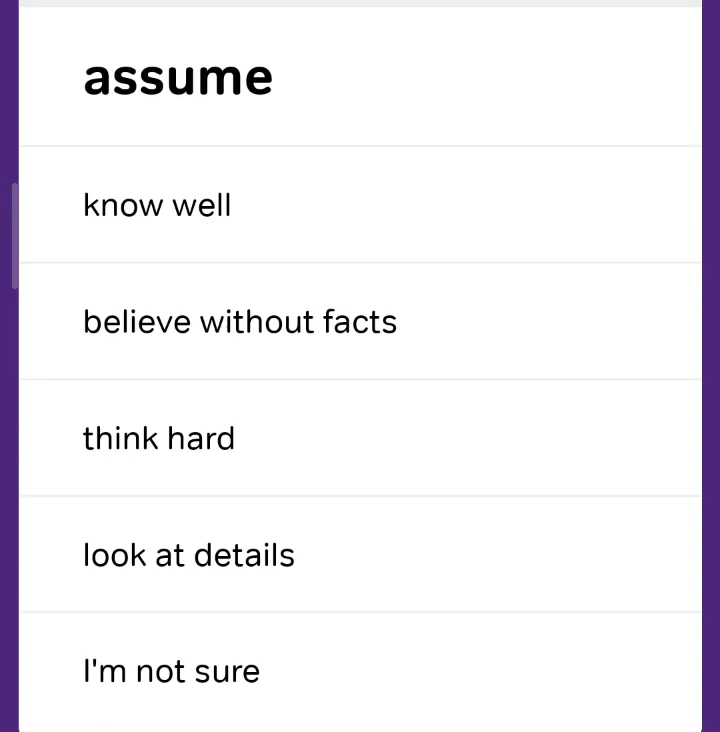 assume
know well
believe without facts
think hard
look at details
I'm not sure